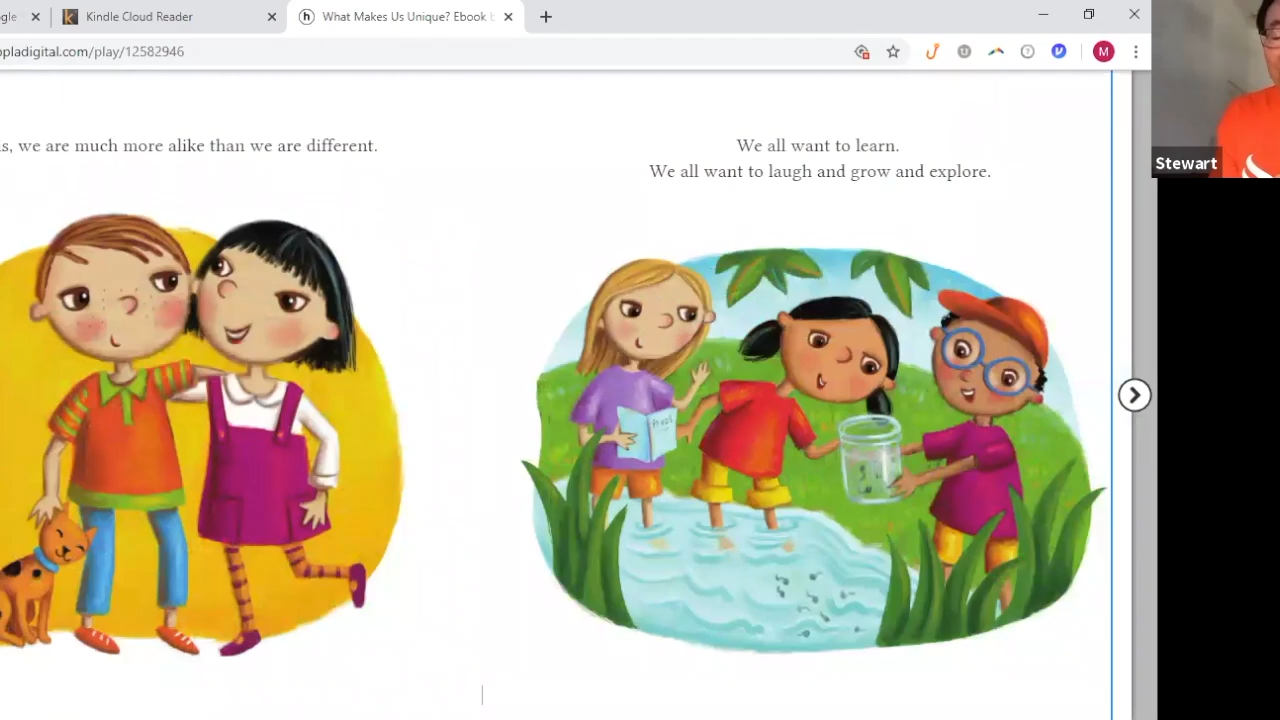 Kindle Cloud Reader
What Makes Us Unique? Ebook
pladigital.com/play/12582946
M
we are much more alike than we are different.
We all want to learn.
We all want to laugh and grow and explore.
Stewart